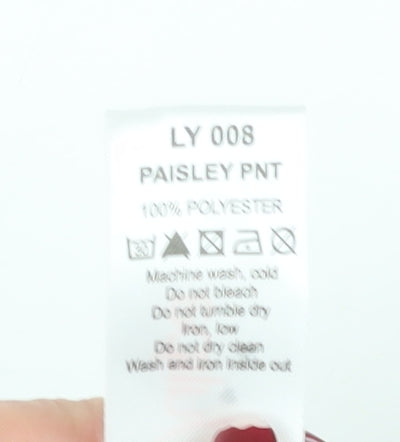 LY 008
PAISLEY PNT
100% POLYESTER
30
Machine wash, cold
Do not bleach
Do not tumble dry
Iron, low
Do not dry clean
Wash and iron inside out